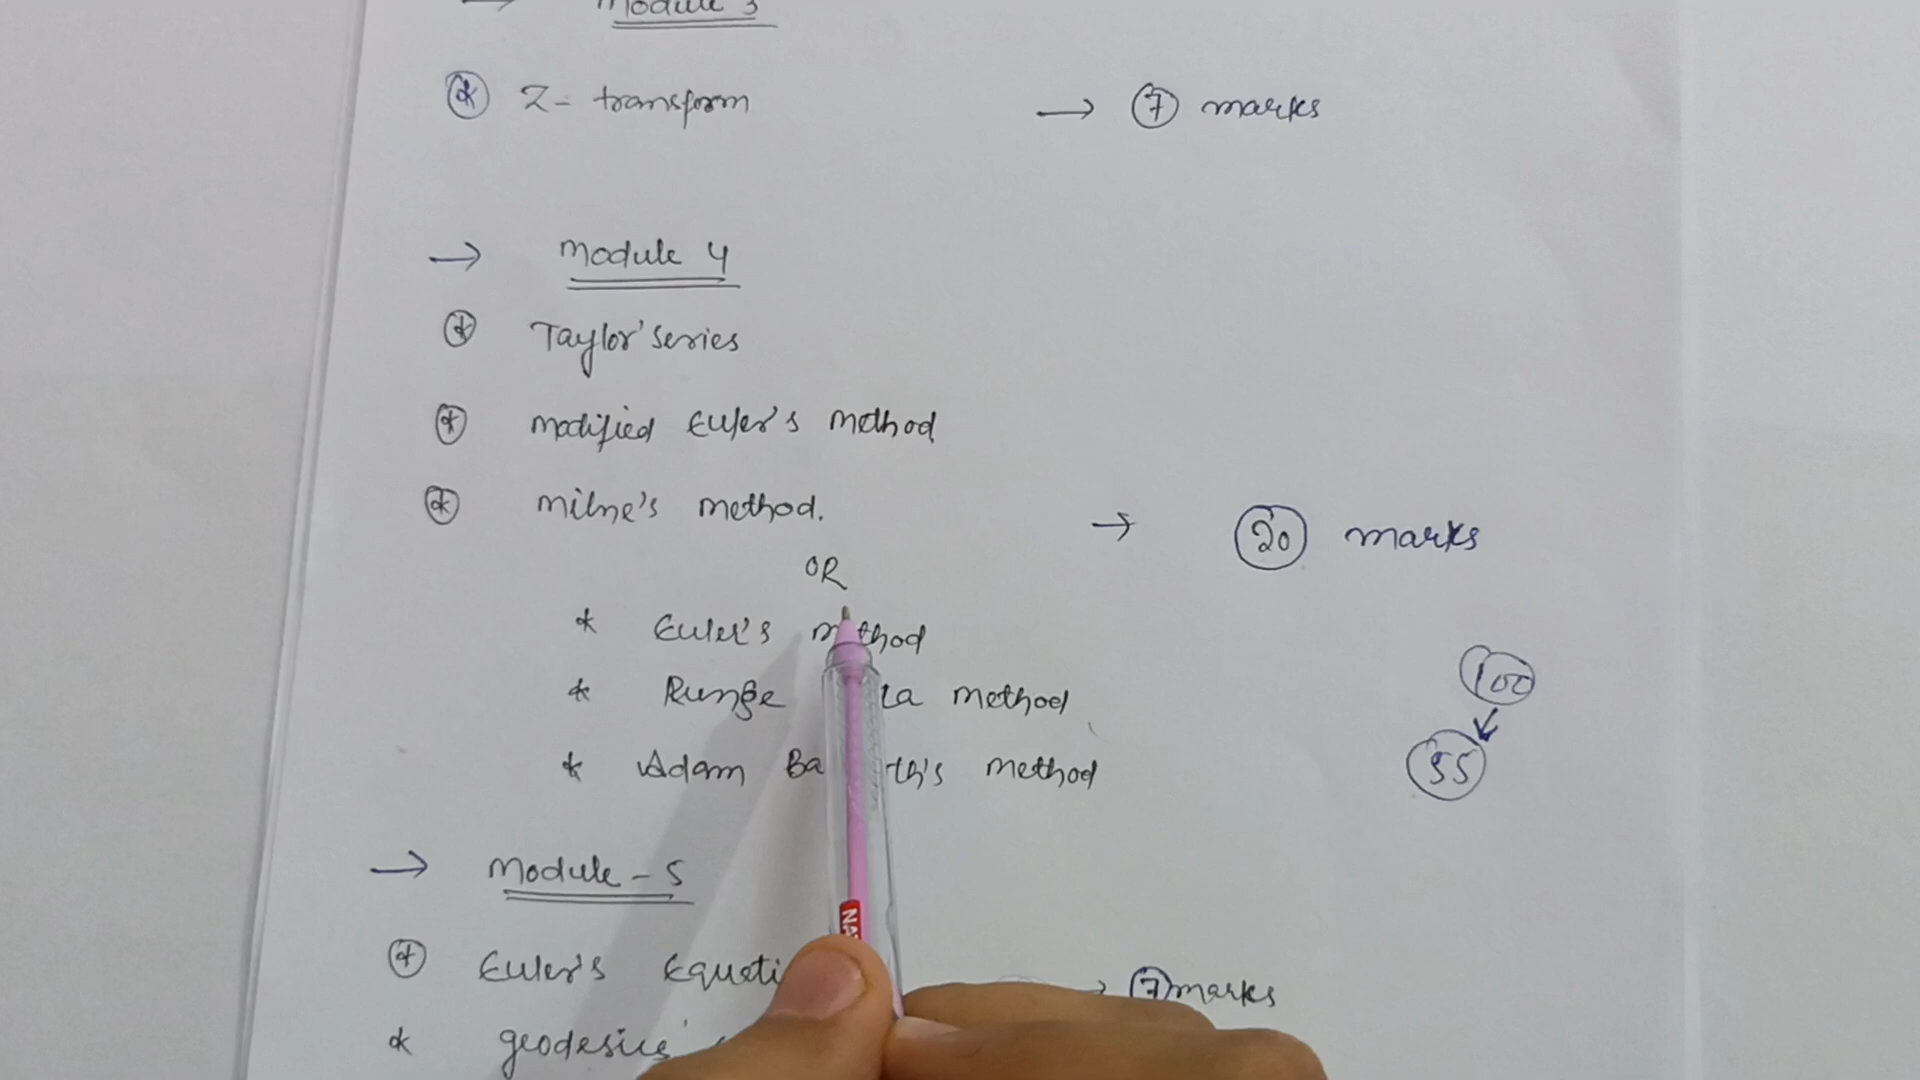 Module 3
Z- transform → 7 marks
→ Module 4
Taylor' series
modified Euler's method
milne's method. → 20 marks
OR
* Euler's method
* Runge method
100
* Adam method
55
→ Module - 5
Euler's → 7 marks
* geodesics